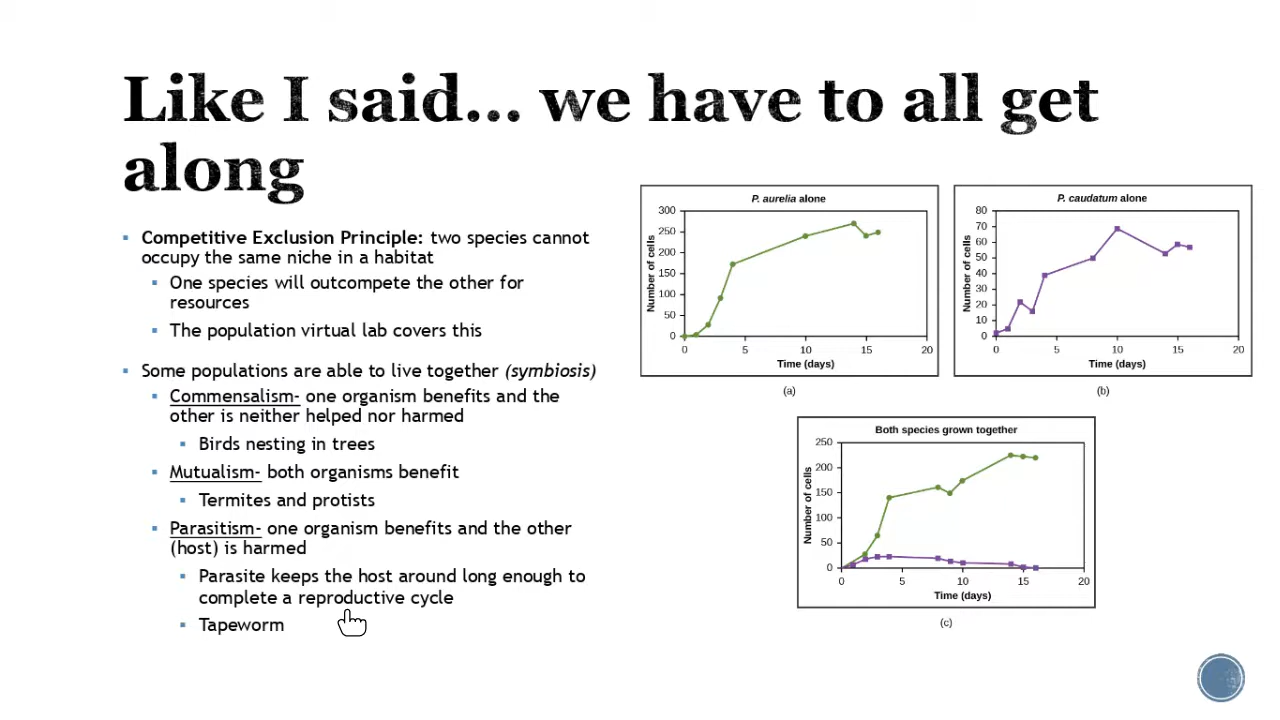 Like I said... we have to all get
along
▪ Competitive Exclusion Principle: two species cannot
occupy the same niche in a habitat
▪ One species will outcompete the other for
resources
▪ The population virtual lab covers this
▪ Some populations are able to live together (symbiosis)
▪ Commensalism- one organism benefits and the
other is neither helped nor harmed
▪ Birds nesting in trees
▪ Mutualism- both organisms benefit
▪ Termites and protists
▪ Parasitism- one organism benefits and the other
(host) is harmed
▪ Parasite keeps the host around long enough to
complete a reproductive cycle
▪ Tapeworm
P. aurelia alone
Number of cells
300
250
200
150
100
50
0
0 5 10 15 20
Time (days)
(a)
P. caudatum alone
Number of cells
80
70
60
50
40
30
20
10
0
0 5 10 15 20
Time (days)
(b)
Both species grown together
Number of cells
250
200
150
100
50
0
0 5 10 15 20
Time (days)
(c)